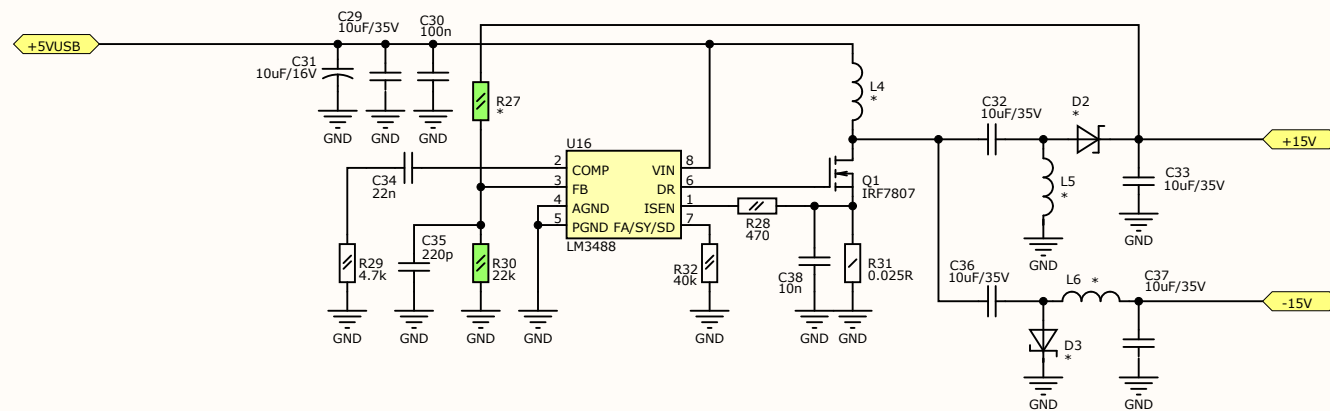 +5VUSB
C29
10uF/35V
C30
100n
C31
10uF/16V
GND
GND
GND
R27
*
L4
*
C32
10uF/35V
D2
*
+15V
C33
10uF/35V
GND
L5
*
GND
U16
2 COMP VIN 8
3 FB DR 6
4 AGND ISEN 1
5 PGND FA/SY/SD 7
LM3488
Q1
IRF7807
C34
22n
R29
4.7k
GND
C35
220p
GND
R30
22k
GND
GND
R32
40k
GND
R28
470
C38
10n
GND
R31
0.025R
GND
C36
10uF/35V
L6 *
C37
10uF/35V
-15V
D3
*
GND
GND